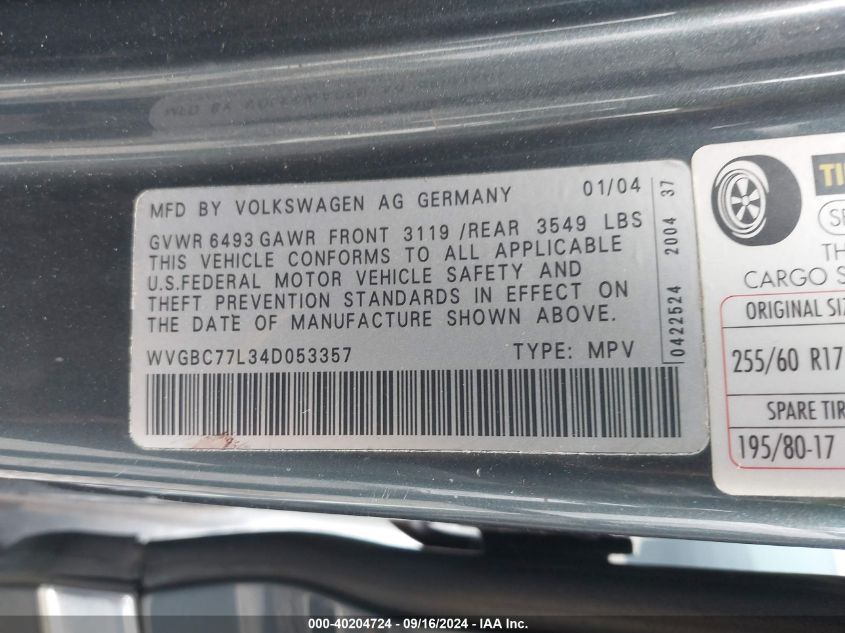 MFD BY VOLKSWAGEN AG GERMANY 01/04
GVWR 6493 GAWR FRONT 3119 /REAR 3549 LBS
THIS VEHICLE CONFORMS TO ALL APPLICABLE
U.S.FEDERAL MOTOR VEHICLE SAFETY AND
THEFT PREVENTION STANDARDS IN EFFECT ON
THE DATE OF MANUFACTURE SHOWN ABOVE.
WVGBC77L34D053357 TYPE: MPV
0422524 2004 37
TI
SE
TH
CARGO S
ORIGINAL SIZ
255/60 R17
SPARE TIR
195/80-17
000-40204724 - 09/16/2024 - IAA Inc.